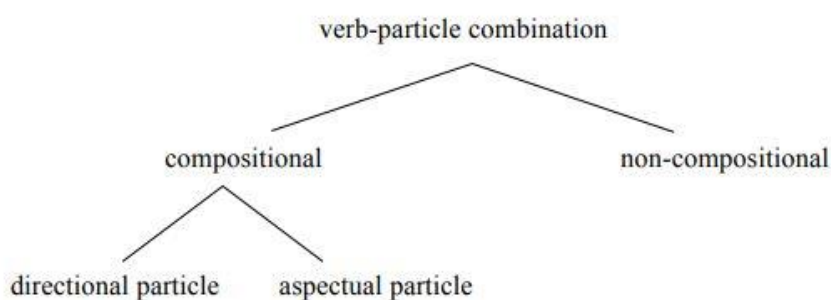 verb-particle combination
compositional non-compositional
directional particle aspectual particle